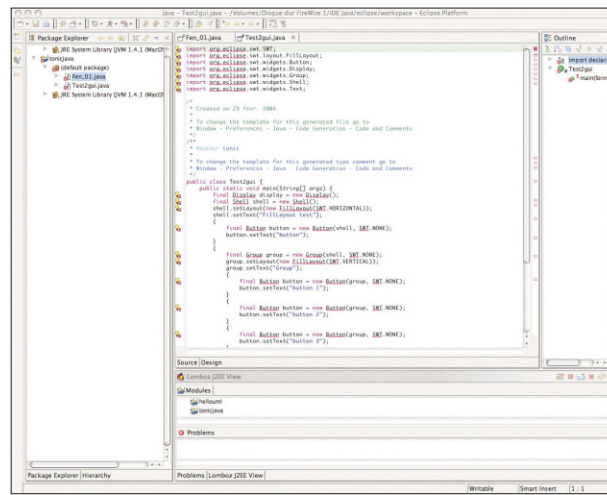 Java - Test2gui.java - /Volumes/Disque dur FireWire 1/IDE Java/eclipse/workspace - Eclipse Platform
Package Explorer
JRE System Library [JVM 1.4.1 (MacOS
tonicjava
(default package)
Fen_01.java
Test2gui.java
JRE System Library [JVM 1.4.1 (MacOS
Package Explorer Hierarchy
Fen_01.java Test2gui.java
import org.eclipse.swt.SWT;
import org.eclipse.swt.layout.FillLayout;
import org.eclipse.swt.widgets.Button;
import org.eclipse.swt.widgets.Display;
import org.eclipse.swt.widgets.Group;
import org.eclipse.swt.widgets.Shell;
import org.eclipse.swt.widgets.Text;
/*
* Created on 29 févr. 2004
*
* To change the template for this generated file go to
* Window - Preferences - Java - Code Generation - Code and Comments
*/
/**
* @author tonic
*
* To change the template for this generated type comment go to
* Window - Preferences - Java - Code Generation - Code and Comments
*/
public class Test2gui {
public static void main(String[] args) {
final Display display = new Display();
final Shell shell = new Shell();
shell.setLayout(new FillLayout(SWT.HORIZONTAL));
shell.setText("FillLayout test");
{
final Button button = new Button(shell, SWT.NONE);
button.setText("button");
}
{
final Group group = new Group(shell, SWT.NONE);
group.setLayout(new FillLayout(SWT.VERTICAL));
group.setText("Group");
{
final Button button = new Button(group, SWT.NONE);
button.setText("button 1");
}
{
final Button button = new Button(group, SWT.NONE);
button.setText("button 2");
}
{
final Button button = new Button(group, SWT.NONE);
button.setText("button 3");
}
Source Design
Outline
import declara
Test2gui
main(Strin
Lomboz J2EE View
Modules
hellouml
tonicjava
Problems
Problems Lomboz J2EE View
Writable Smart Insert 1 : 1